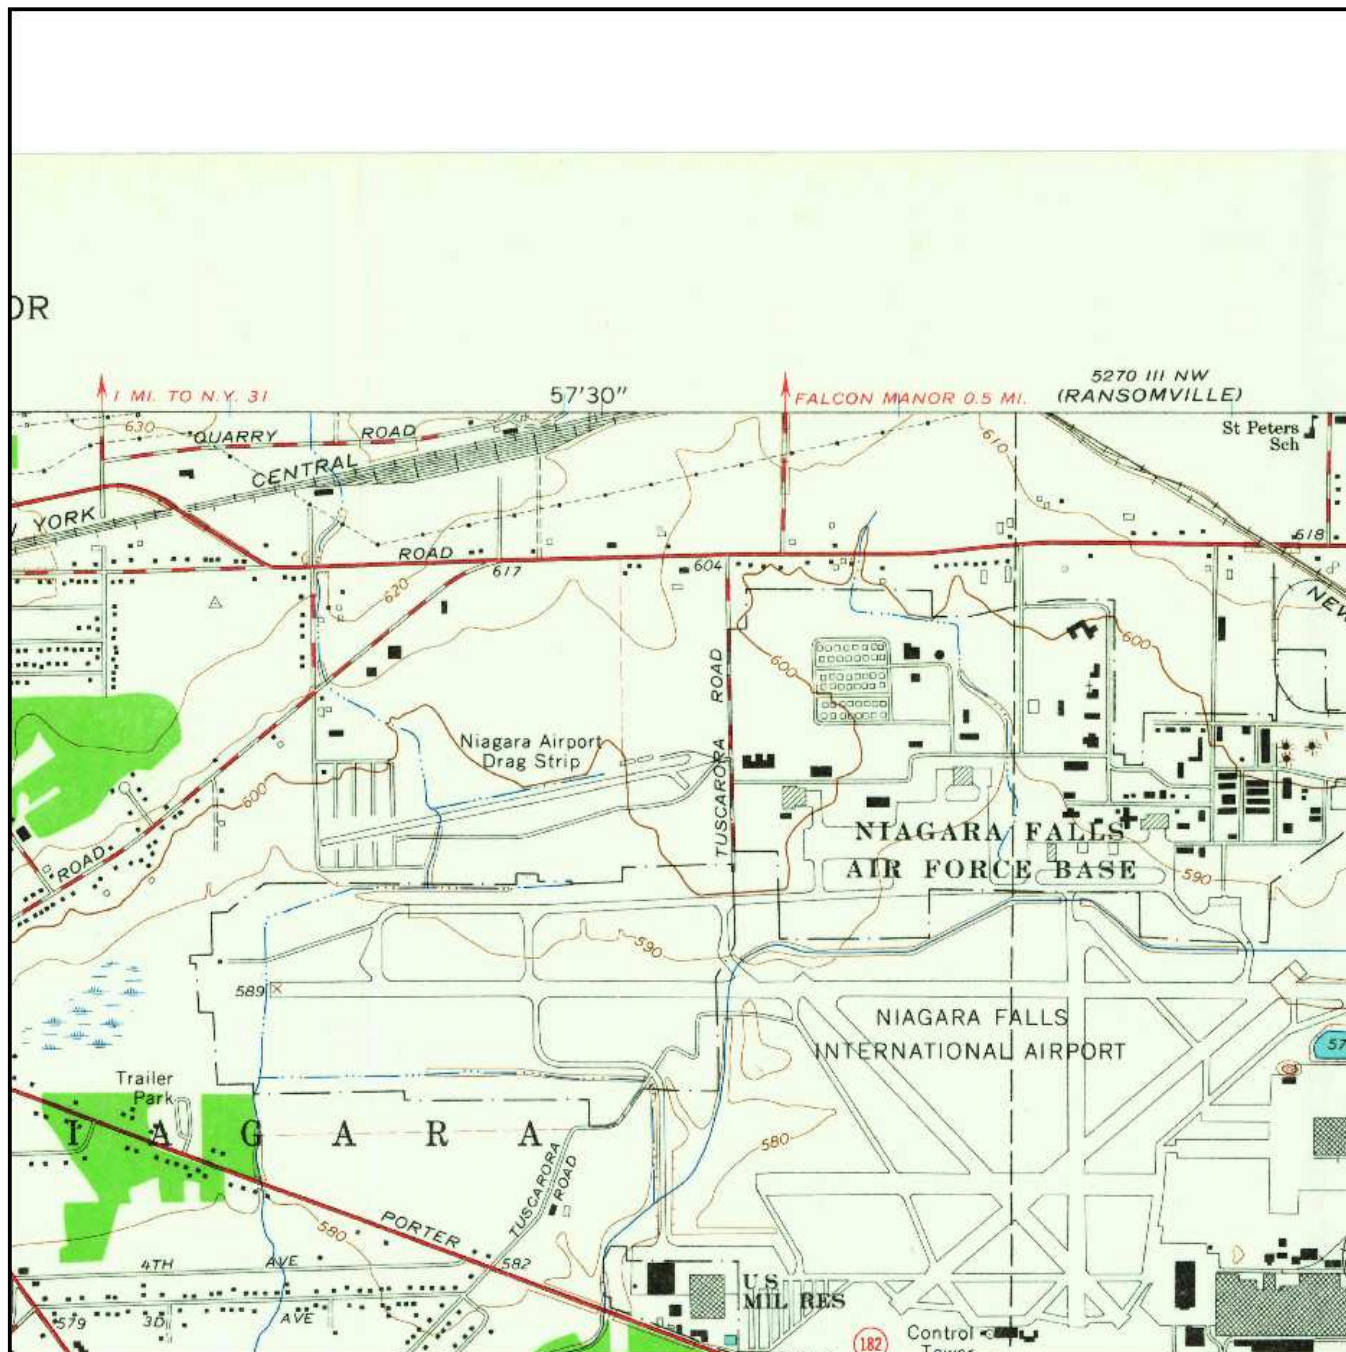 OR
1 MI. TO N.Y. 31
57'30"
FALCON MANOR 0.5 MI.
5270 III NW
(RANSOMVILLE)
630
QUARRY ROAD
CENTRAL
YORK
610
St Peters
Sch
ROAD
617
604
618
620
NEW
600
600
TUSCARORA ROAD
Niagara Airport
Drag Strip
600
ROAD
NIAGARA FALLS
AIR FORCE BASE
590
590
589
NIAGARA FALLS
INTERNATIONAL AIRPORT
57
Trailer
Park
I A G A R A
580
TUSCARORA
ROAD
580
PORTER
4TH AVE
582
579
3D AVE
U S
MIL RES
182
Control
Tower